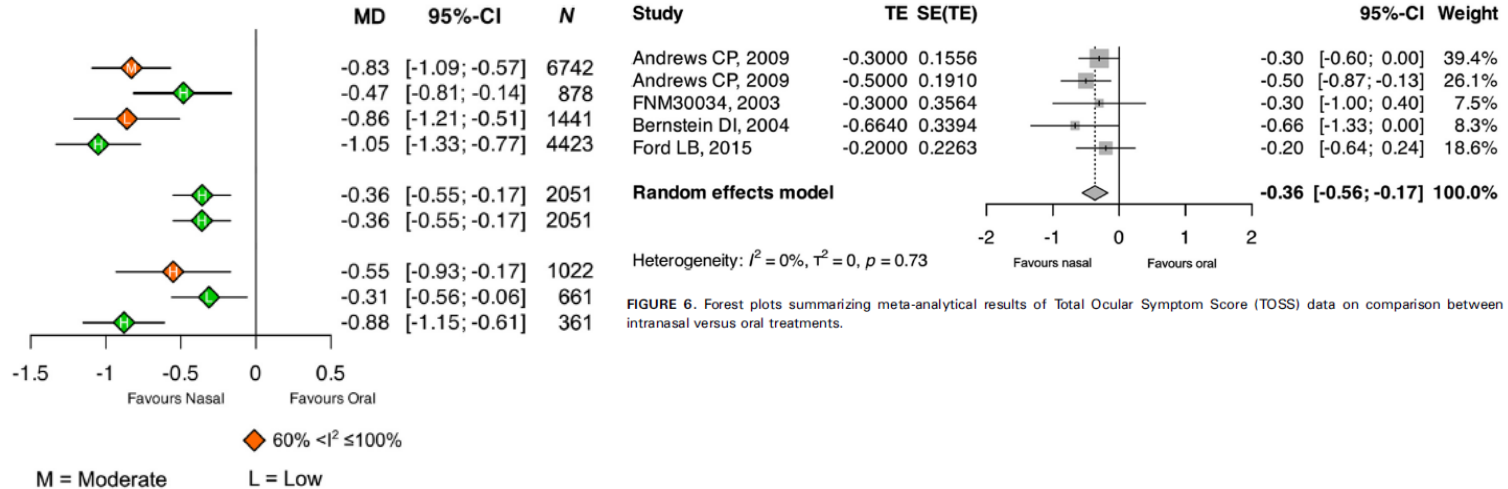 MD 95%-CI N
M -0.83 [-1.09; -0.57] 6742
H -0.47 [-0.81; -0.14] 878
L -0.86 [-1.21; -0.51] 1441
H -1.05 [-1.33; -0.77] 4423
H -0.36 [-0.55; -0.17] 2051
H -0.36 [-0.55; -0.17] 2051
H -0.55 [-0.93; -0.17] 1022
L -0.31 [-0.56; -0.06] 661
H -0.88 [-1.15; -0.61] 361
-1.5 -1 -0.5 0 0.5
Favours Nasal Favours Oral
60% <I² ≤100%
M = Moderate L = Low
Study TE SE(TE) 95%-CI Weight
Andrews CP, 2009 -0.3000 0.1556 -0.30 [-0.60; 0.00] 39.4%
Andrews CP, 2009 -0.5000 0.1910 -0.50 [-0.87; -0.13] 26.1%
FNM30034, 2003 -0.3000 0.3564 -0.30 [-1.00; 0.40] 7.5%
Bernstein DI, 2004 -0.6640 0.3394 -0.66 [-1.33; 0.00] 8.3%
Ford LB, 2015 -0.2000 0.2263 -0.20 [-0.64; 0.24] 18.6%
Random effects model -0.36 [-0.56; -0.17] 100.0%
-2 -1 0 1 2
Heterogeneity: I² = 0%, τ² = 0, p = 0.73 Favours nasal Favours oral
FIGURE 6. Forest plots summarizing meta-analytical results of Total Ocular Symptom Score (TOSS) data on comparison between
intranasal versus oral treatments.